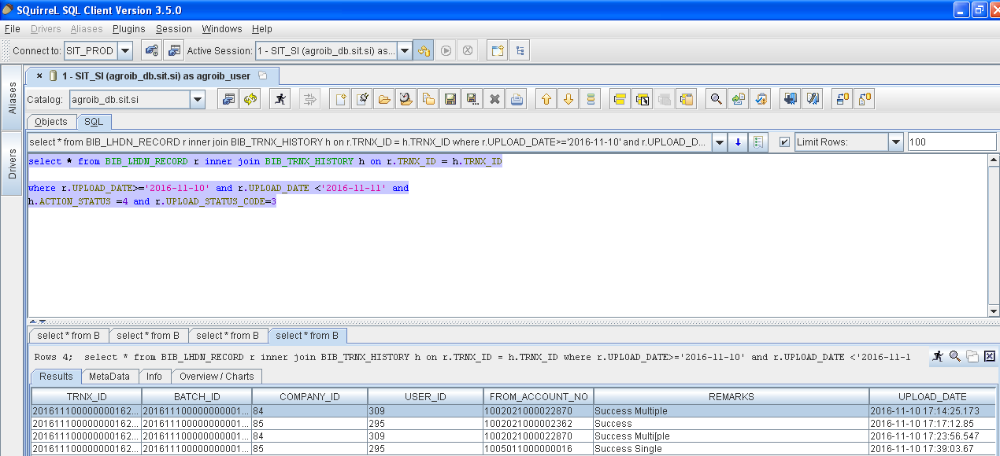 SQuirreL SQL Client Version 3.5.0
File Drivers Aliases Plugins Session Windows Help
Connect to: SIT_PROD Active Session: 1 - SIT_SI (agroib_db.sit.si) as...
1 - SIT_SI (agroib_db.sit.si) as agroib_user
Aliases
Drivers
Catalog: agroib_db.sit.si
Objects SQL
select * from BIB_LHDN_RECORD r inner join BIB_TRNX_HISTORY h on r.TRNX_ID = h.TRNX_ID where r.UPLOAD_DATE>='2016-11-10' and r.UPLOAD_D... Limit Rows: 100
select * from BIB_LHDN_RECORD r inner join BIB_TRNX_HISTORY h on r.TRNX_ID = h.TRNX_ID
where r.UPLOAD_DATE>='2016-11-10' and r.UPLOAD_DATE <'2016-11-11' and
h.ACTION_STATUS =4 and r.UPLOAD_STATUS_CODE=3
select * from B select * from B select * from B select * from B
Rows 4; select * from BIB_LHDN_RECORD r inner join BIB_TRNX_HISTORY h on r.TRNX_ID = h.TRNX_ID where r.UPLOAD_DATE>='2016-11-10' and r.UPLOAD_DATE <'2016-11-1
Results MetaData Info Overview / Charts
TRNX_ID BATCH_ID COMPANY_ID USER_ID FROM_ACCOUNT_NO REMARKS UPLOAD_DATE
201611100000000162... 201611100000000001... 84 309 1002021000022870 Success Multiple 2016-11-10 17:14:25.173
201611100000000162... 201611100000000001... 85 295 1002021000002362 Success 2016-11-10 17:17:12.85
201611100000000162... 201611100000000001... 84 309 1002021000022870 Success Multi[ple 2016-11-10 17:23:56.547
201611100000000162... 201611100000000001... 85 295 1005011000000016 Success Single 2016-11-10 17:39:03.67